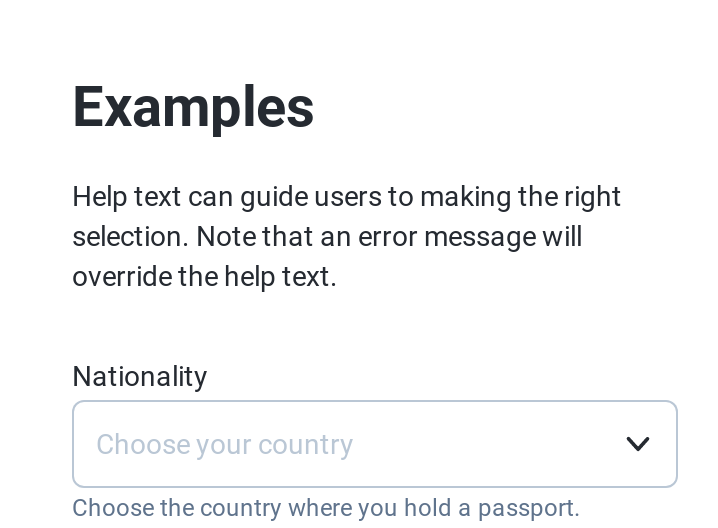 Examples
Help text can guide users to making the right
selection. Note that an error message will
override the help text.
Nationality
Choose your country
Choose the country where you hold a passport.